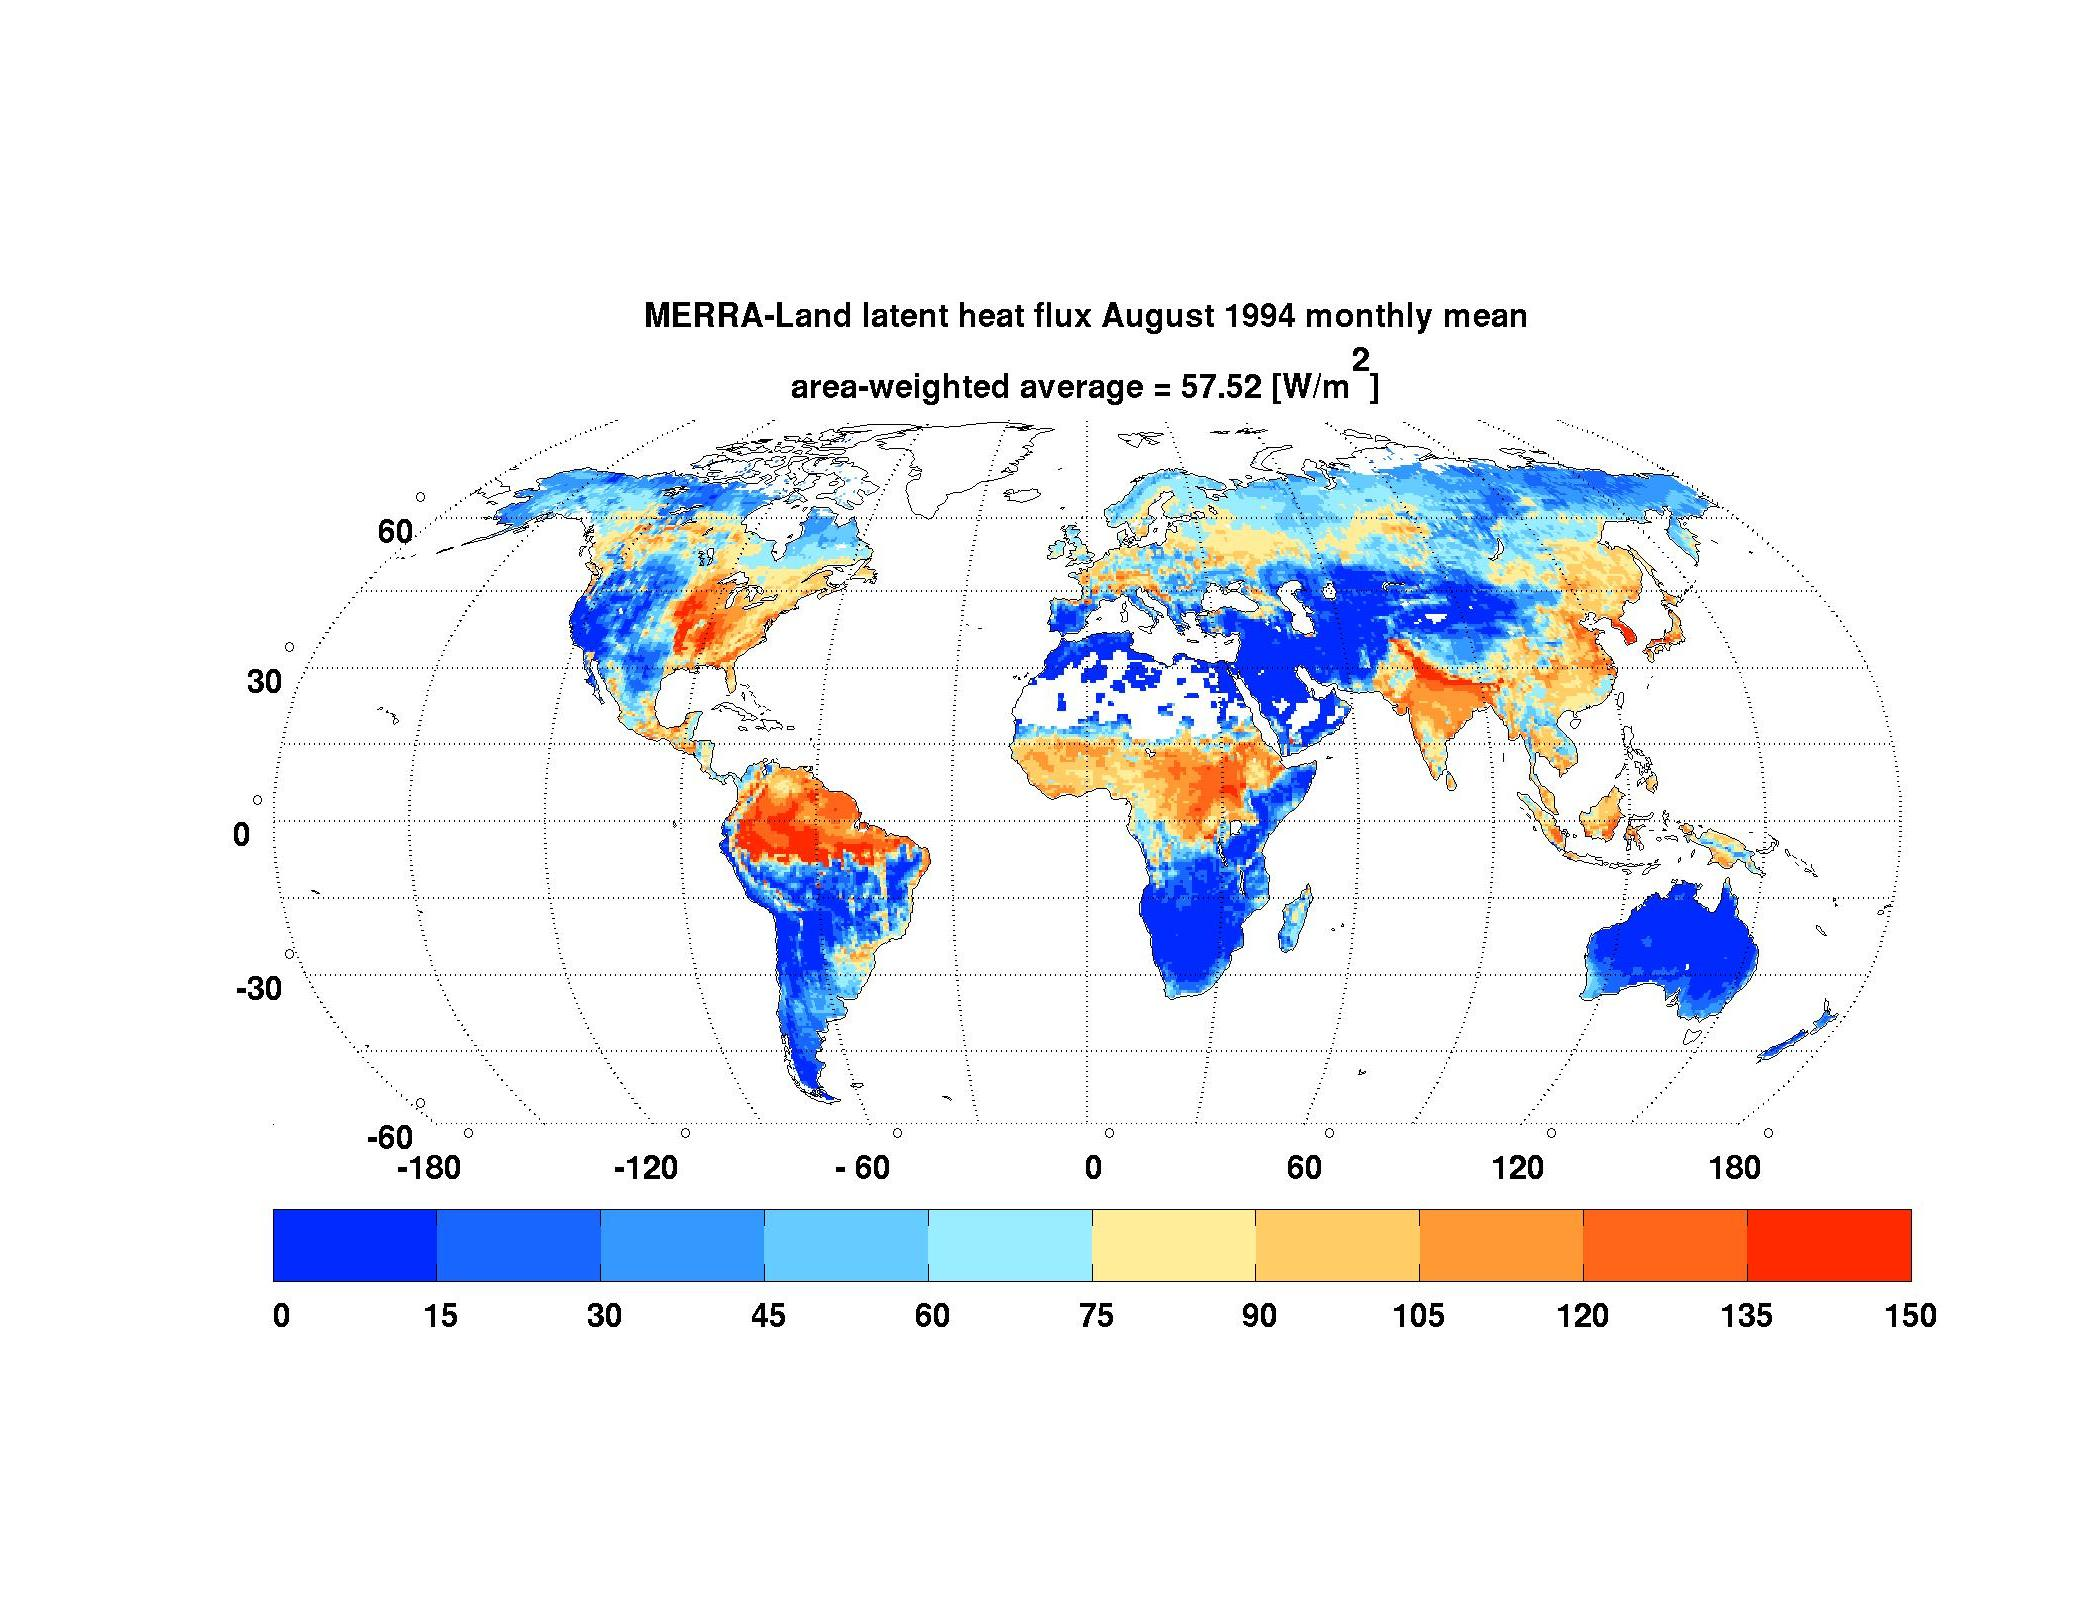 MERRA-Land latent heat flux August 1994 monthly mean
area-weighted average = 57.52 [W/m²]
60°
30°
0°
-30°
-60°
-180° -120° - 60° 0° 60° 120° 180°
0 15 30 45 60 75 90 105 120 135 150